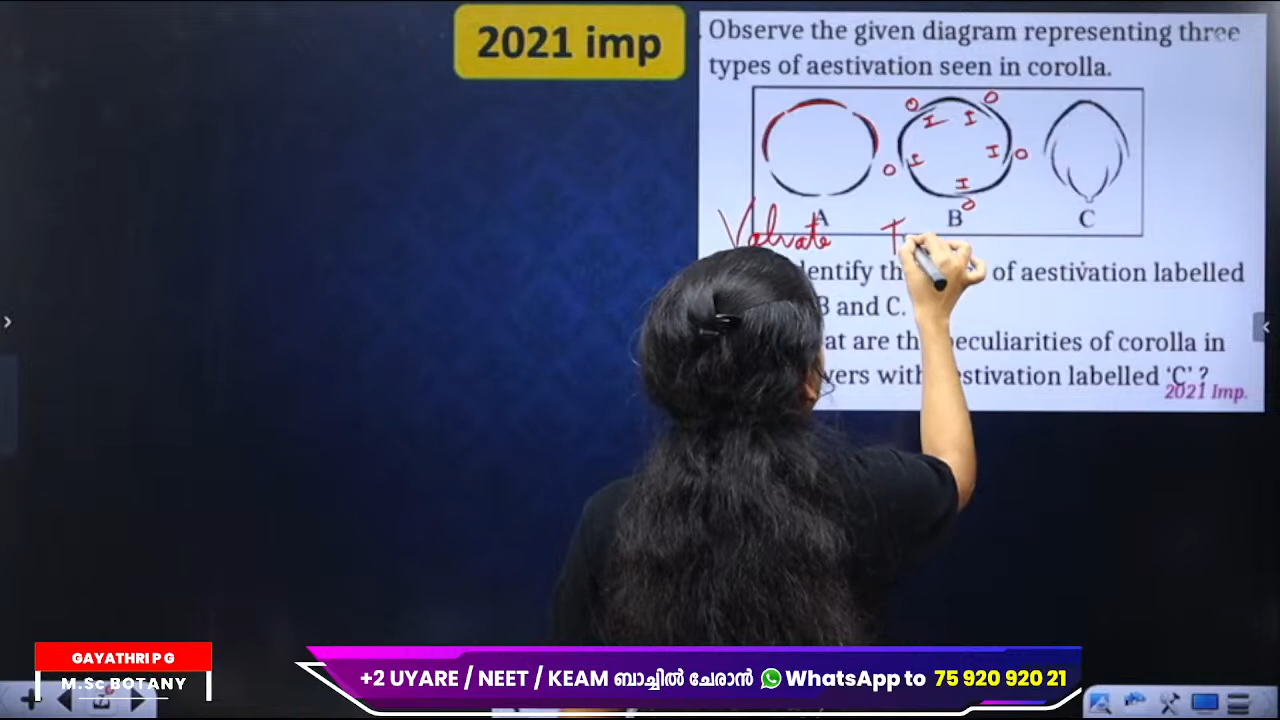 2021 imp
Observe the given diagram representing three
types of aestivation seen in corolla.
O O
I I
I I O
O
I
O
A B C
Valvate T
dentify th of aestivation labelled
B and C.
at are th eculiarities of corolla in
vers with estivation labelled ‘C’ ?
2021 Imp.
GAYATHRI P G
M.Sc BOTANY
+2 UYARE / NEET / KEAM ബാച്ചിൽ ചേരാൻ WhatsApp to 75 920 920 21